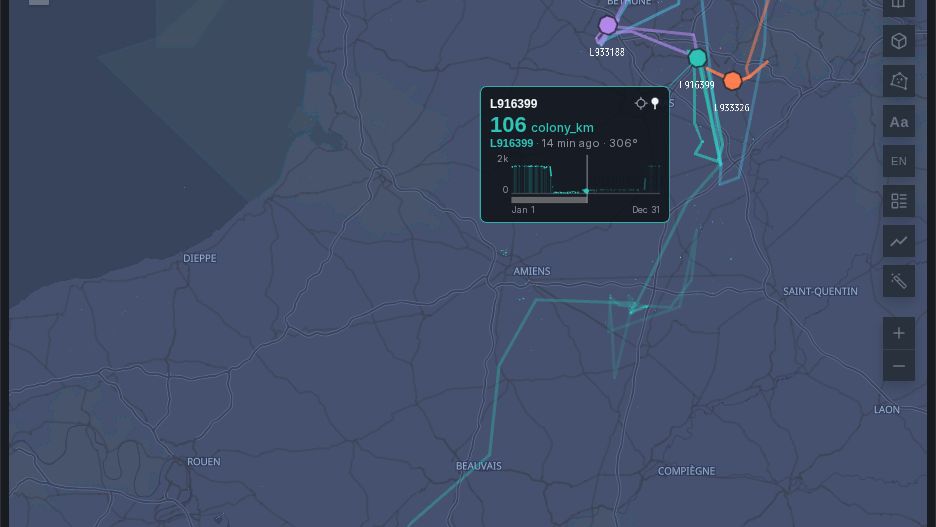 BÉTHUNE
L933188
L916399
L933326
L916399
106 colony_km
L916399 · 14 min ago · 306°
2k
0
Jan 1 Dec 31
Aa
EN
DIEPPE
AMIENS
SAINT-QUENTIN
LAON
ROUEN
BEAUVAIS
COMPIÈGNE